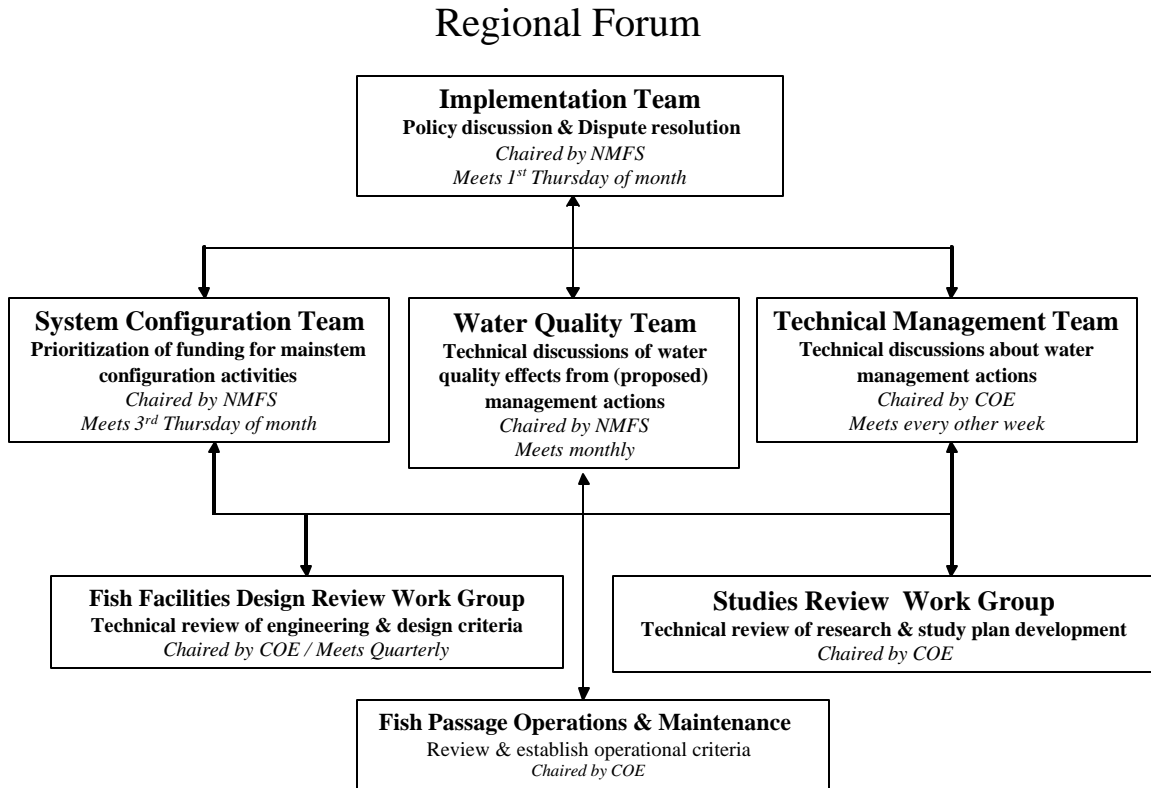 Regional Forum
Implementation Team
Policy discussion & Dispute resolution
Chaired by NMFS
Meets 1st Thursday of month
System Configuration Team
Prioritization of funding for mainstem
configuration activities
Chaired by NMFS
Meets 3rd Thursday of month
Water Quality Team
Technical discussions of water
quality effects from (proposed)
management actions
Chaired by NMFS
Meets monthly
Technical Management Team
Technical discussions about water
management actions
Chaired by COE
Meets every other week
Fish Facilities Design Review Work Group
Technical review of engineering & design criteria
Chaired by COE / Meets Quarterly
Studies Review Work Group
Technical review of research & study plan development
Chaired by COE
Fish Passage Operations & Maintenance
Review & establish operational criteria
Chaired by COE